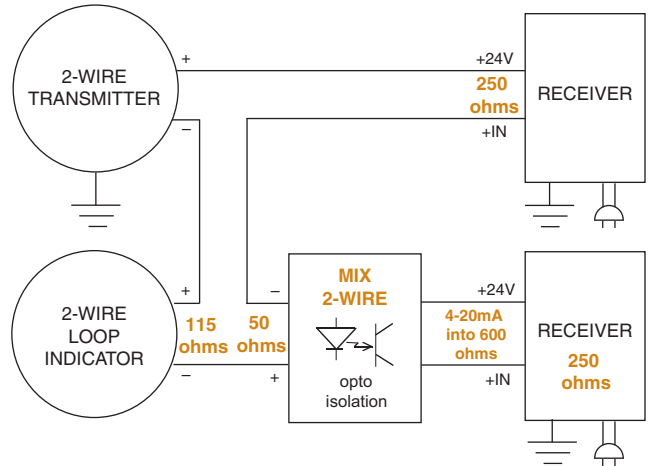 2-WIRE
TRANSMITTER
+
–
+24V
250
ohms
+IN
RECEIVER
2-WIRE
LOOP
INDICATOR
+
–
115
ohms
50
ohms
–
+
MIX
2-WIRE
opto
isolation
+24V
4-20mA
into 600
ohms
+IN
RECEIVER
250
ohms